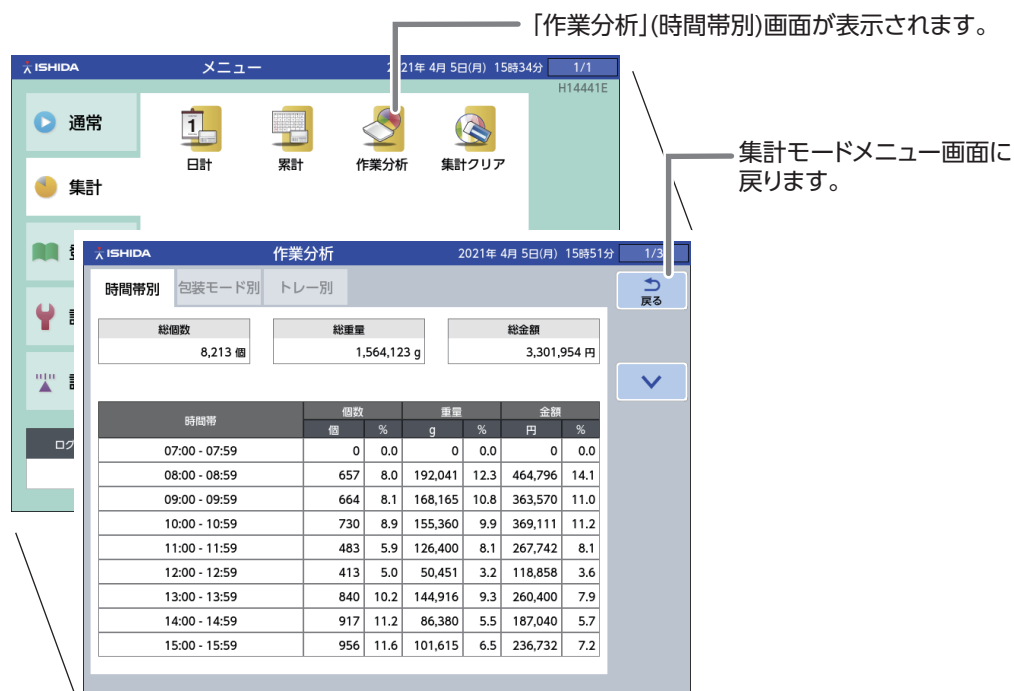 「作業分析」(時間帯別)画面が表示されます。
ISHIDA メニュー 21年 4月 5日(月) 15時34分 1/1
H14441E
通常
日計 累計 作業分析 集計クリア
集計
集計モードメニュー画面に
戻ります。
ISHIDA 作業分析 2021年 4月 5日(月) 15時51分 1/3
時間帯別 包装モード別 トレー別
戻る
総個数 総重量 総金額
8,213 個 1,564,123 g 3,301,954 円
時間帯 個数 重量 金額
個 % g % 円 %
07:00 - 07:59 0 0.0 0 0.0 0 0.0
08:00 - 08:59 657 8.0 192,041 12.3 464,796 14.1
09:00 - 09:59 664 8.1 168,165 10.8 363,570 11.0
10:00 - 10:59 730 8.9 155,360 9.9 369,111 11.2
11:00 - 11:59 483 5.9 126,400 8.1 267,742 8.1
12:00 - 12:59 413 5.0 50,451 3.2 118,858 3.6
13:00 - 13:59 840 10.2 144,916 9.3 260,400 7.9
14:00 - 14:59 917 11.2 86,380 5.5 187,040 5.7
15:00 - 15:59 956 11.6 101,615 6.5 236,732 7.2
ログ